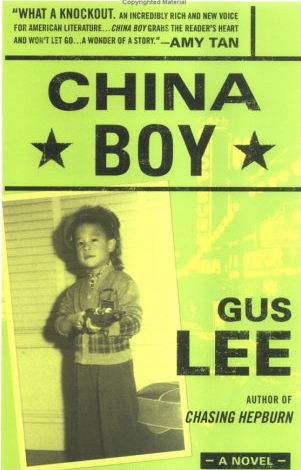 Copyrighted Material
"WHAT A KNOCKOUT. AN INCREDIBLY RICH AND NEW VOICE
FOR AMERICAN LITERATURE...CHINA BOY GRABS THE READER'S HEART
AND WON'T LET GO...A WONDER OF A STORY."—AMY TAN
CHINA
★ BOY ★
GUS
LEE
AUTHOR OF
CHASING HEPBURN
– A NOVEL –